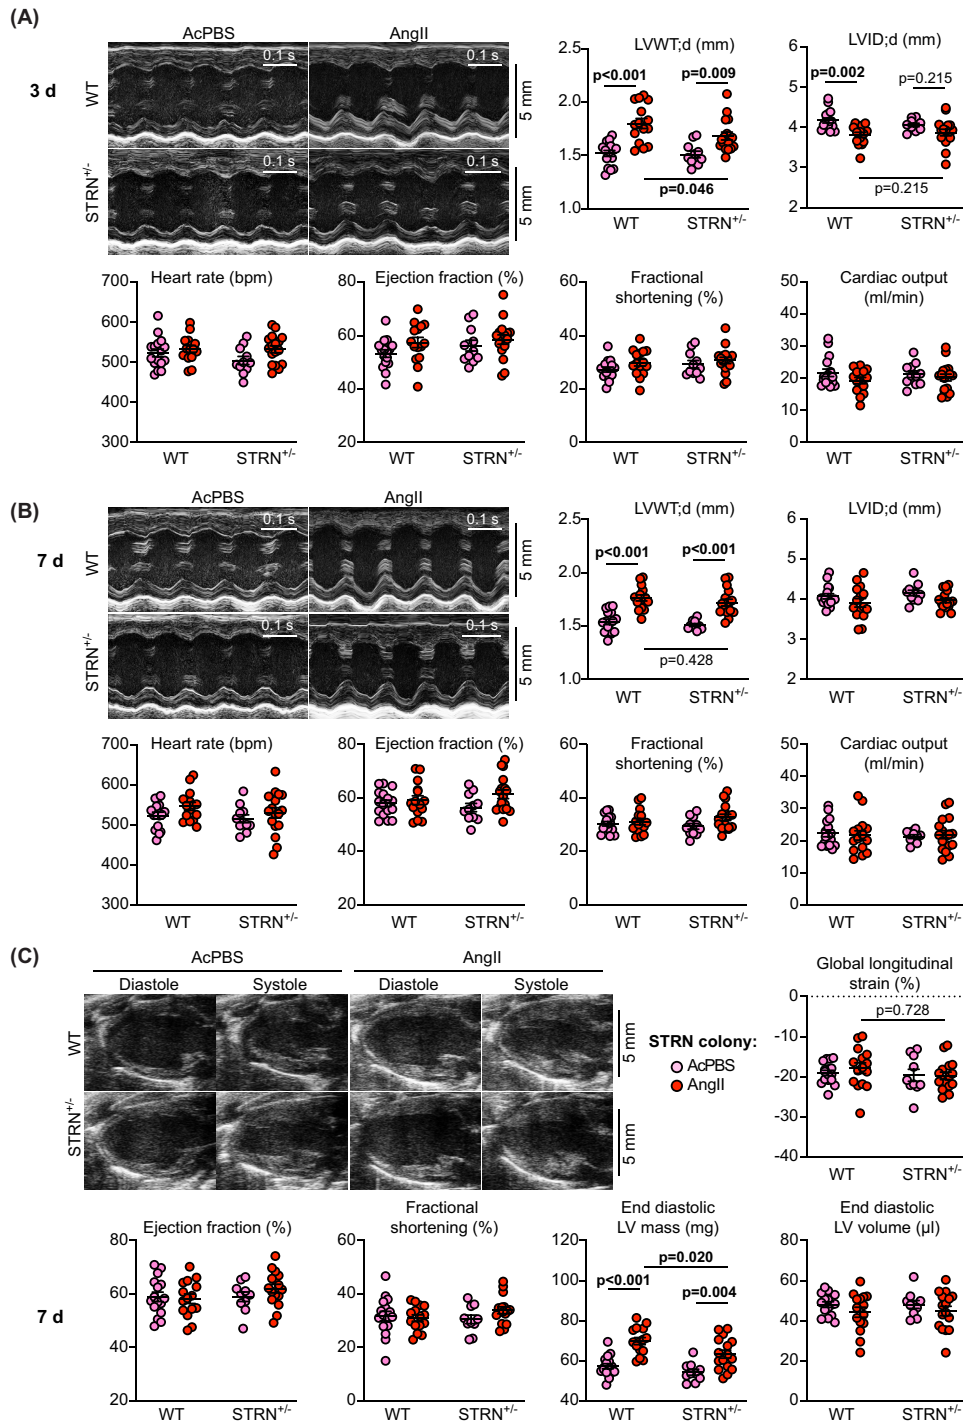 (A)
AcPBS
AngII
3 d
WT
STRN+/-
0.1 s
0.1 s
0.1 s
0.1 s
5 mm
5 mm
LVWT;d (mm)
2.5
2.0
1.5
1.0
p<0.001
p=0.009
p=0.046
WT
STRN+/-
LVID;d (mm)
6
5
4
3
2
p=0.002
p=0.215
p=0.215
WT
STRN+/-
Heart rate (bpm)
700
600
500
400
300
WT
STRN+/-
Ejection fraction (%)
80
60
40
20
WT
STRN+/-
Fractional
shortening (%)
60
40
20
0
WT
STRN+/-
Cardiac output
(ml/min)
50
40
30
20
10
0
WT
STRN+/-
(B)
AcPBS
AngII
7 d
WT
STRN+/-
0.1 s
0.1 s
0.1 s
0.1 s
5 mm
5 mm
LVWT;d (mm)
2.5
2.0
1.5
1.0
p<0.001
p<0.001
p=0.428
WT
STRN+/-
LVID;d (mm)
6
5
4
3
2
WT
STRN+/-
Heart rate (bpm)
700
600
500
400
300
WT
STRN+/-
Ejection fraction (%)
80
60
40
20
WT
STRN+/-
Fractional
shortening (%)
60
40
20
0
WT
STRN+/-
Cardiac output
(ml/min)
50
40
30
20
10
0
WT
STRN+/-
(C)
AcPBS
AngII
Diastole
Systole
Diastole
Systole
WT
STRN+/-
5 mm
5 mm
STRN colony:
AcPBS
AngII
Global longitudinal
strain (%)
0
-10
-20
-30
-40
p=0.728
WT
STRN+/-
7 d
Ejection fraction (%)
80
60
40
20
WT
STRN+/-
Fractional
shortening (%)
60
40
20
0
WT
STRN+/-
End diastolic
LV mass (mg)
120
100
80
60
40
p=0.020
p<0.001
p=0.004
WT
STRN+/-
End diastolic
LV volume (µl)
80
60
40
20
0
WT
STRN+/-